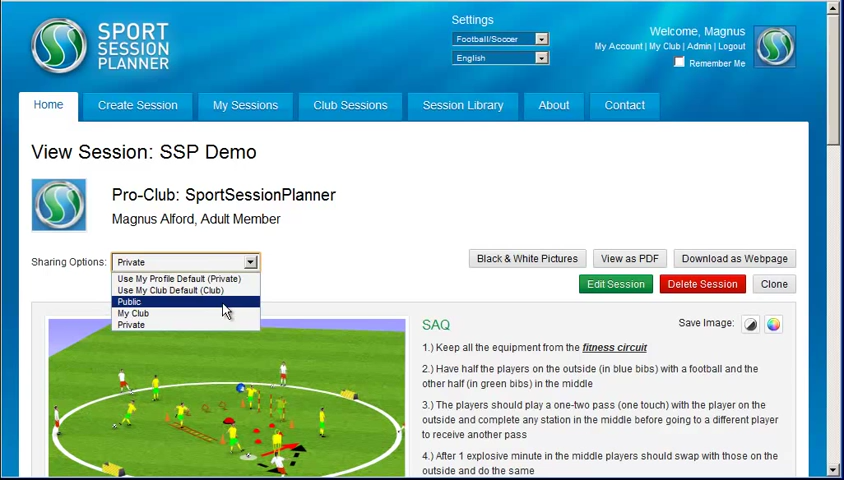 SPORT
SESSION
PLANNER
Settings
Football/Soccer
English
Welcome, Magnus
My Account | My Club | Admin | Logout
Remember Me
Home
Create Session
My Sessions
Club Sessions
Session Library
About
Contact
View Session: SSP Demo
Pro-Club: SportSessionPlanner
Magnus Alford, Adult Member
Sharing Options:
Private
Use My Profile Default (Private)
Use My Club Default (Club)
Public
My Club
Private
Black & White Pictures
View as PDF
Download as Webpage
Edit Session
Delete Session
Clone
SAQ
Save Image:
1.) Keep all the equipment from the fitness circuit
2.) Have half the players on the outside (in blue bibs) with a football and the
other half (in green bibs) in the middle
3.) The players should play a one-two pass (one touch) with the player on the
outside and complete any station in the middle before going to a different player
to receive another pass
4.) After 1 explosive minute in the middle players should swap with those on the
outside and do the same